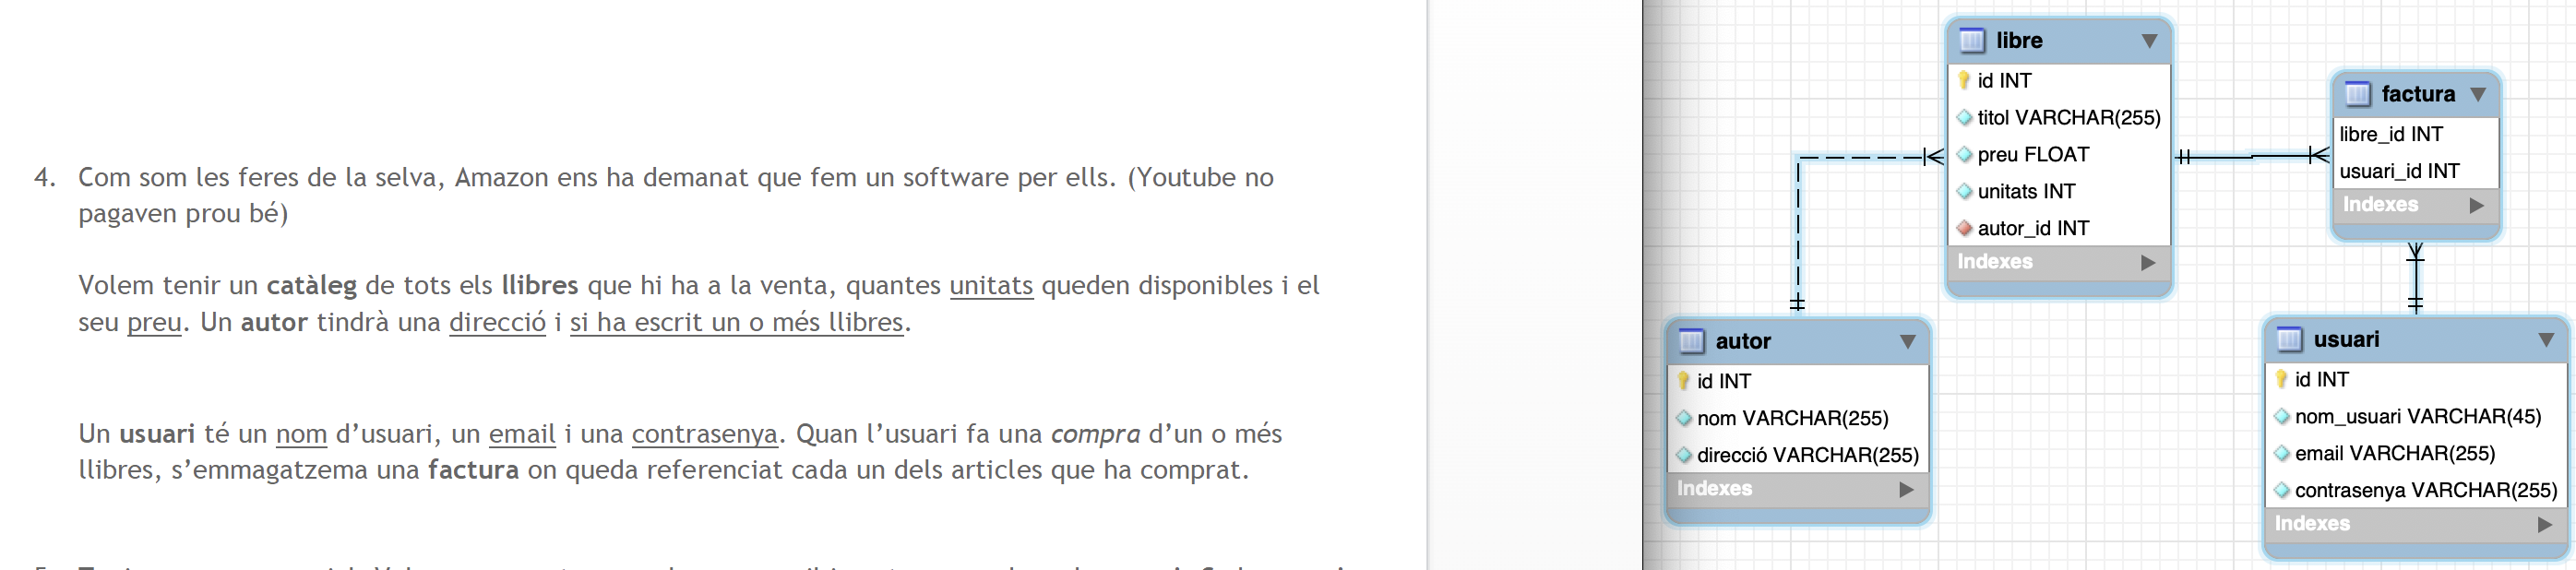 4. Com som les feres de la selva, Amazon ens ha demanat que fem un software per ells. (Youtube no
pagaven prou bé)
Volem tenir un catàleg de tots els llibres que hi ha a la venta, quantes unitats queden disponibles i el
seu preu. Un autor tindrà una direcció i si ha escrit un o més llibres.
Un usuari té un nom d'usuari, un email i una contrasenya. Quan l'usuari fa una compra d'un o més
llibres, s'emmagatzema una factura on queda referenciat cada un dels articles que ha comprat.
libre
id INT
titol VARCHAR(255)
preu FLOAT
unitats INT
autor_id INT
Indexes
factura
libre_id INT
usuari_id INT
Indexes
autor
id INT
nom VARCHAR(255)
direcció VARCHAR(255)
Indexes
usuari
id INT
nom_usuari VARCHAR(45)
email VARCHAR(255)
contrasenya VARCHAR(255)
Indexes